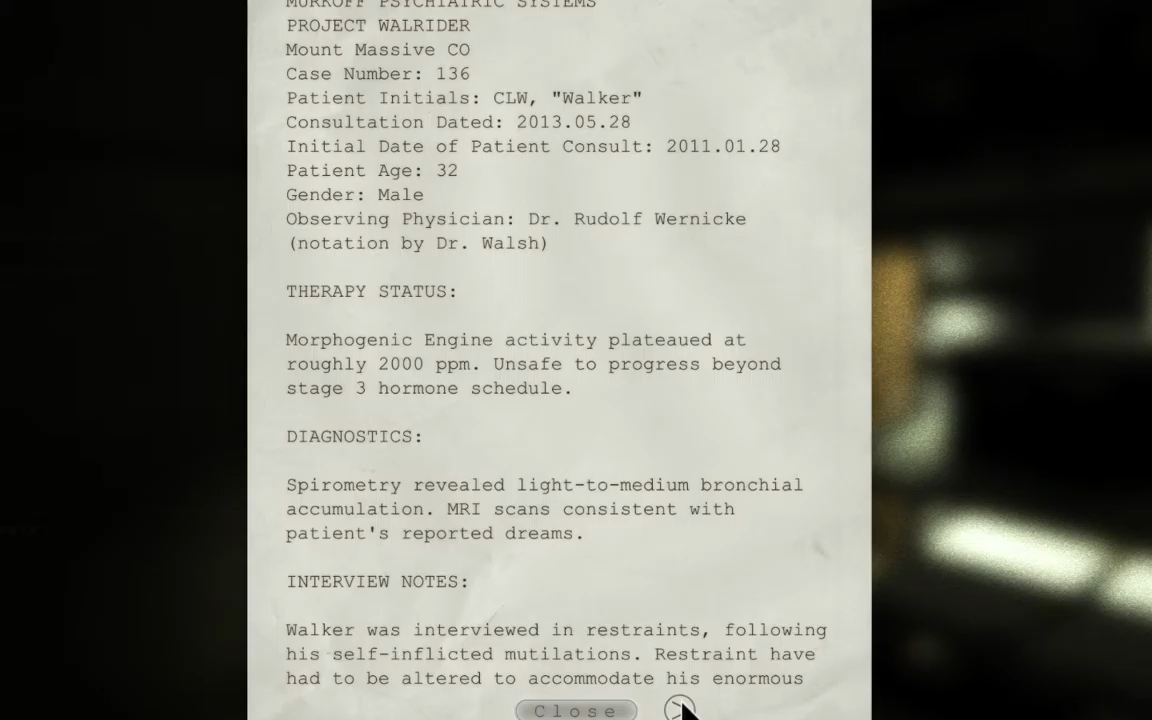 MURKOFF PSYCHIATRIC SYSTEMS
PROJECT WALRIDER
Mount Massive CO
Case Number: 136
Patient Initials: CLW, "Walker"
Consultation Dated: 2013.05.28
Initial Date of Patient Consult: 2011.01.28
Patient Age: 32
Gender: Male
Observing Physician: Dr. Rudolf Wernicke
(notation by Dr. Walsh)
THERAPY STATUS:
Morphogenic Engine activity plateaued at
roughly 2000 ppm. Unsafe to progress beyond
stage 3 hormone schedule.
DIAGNOSTICS:
Spirometry revealed light-to-medium bronchial
accumulation. MRI scans consistent with
patient's reported dreams.
INTERVIEW NOTES:
Walker was interviewed in restraints, following
his self-inflicted mutilations. Restraint have
had to be altered to accommodate his enormous
Close